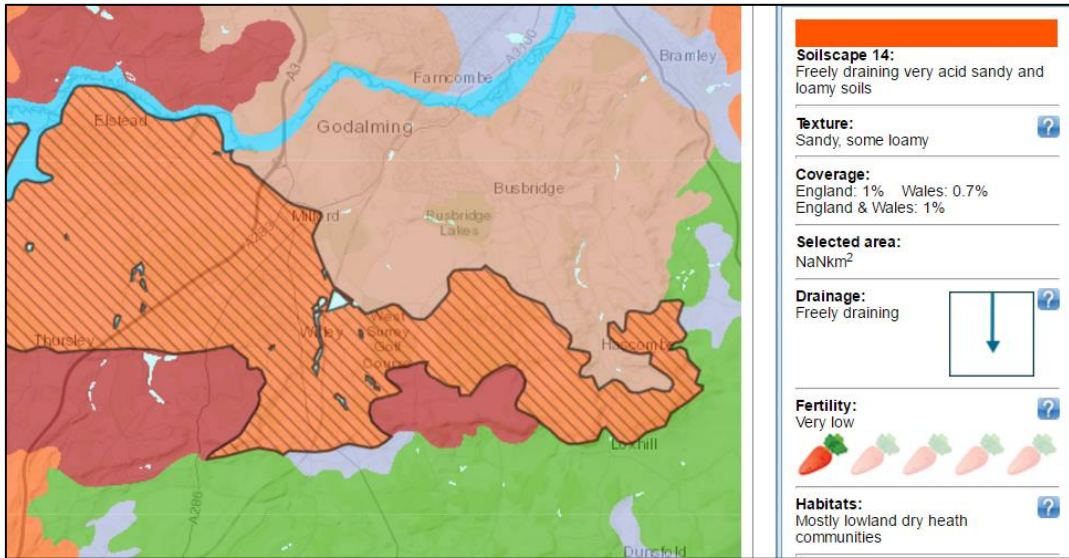 A3
A3100
Bramley
Farncombe
Elstead
Godalming
Busbridge
Milford
Busbridge
Lakes
A283
Thursley
Witley
West
Surrey
Golf
Course
Hascombe
Loxhill
A286
Dunsfold
Soilscape 14:
Freely draining very acid sandy and
loamy soils
Texture:
Sandy, some loamy
Coverage:
England: 1% Wales: 0.7%
England & Wales: 1%
Selected area:
NaNkm²
Drainage:
Freely draining
Fertility:
Very low
Habitats:
Mostly lowland dry heath
communities
?
?
?
?